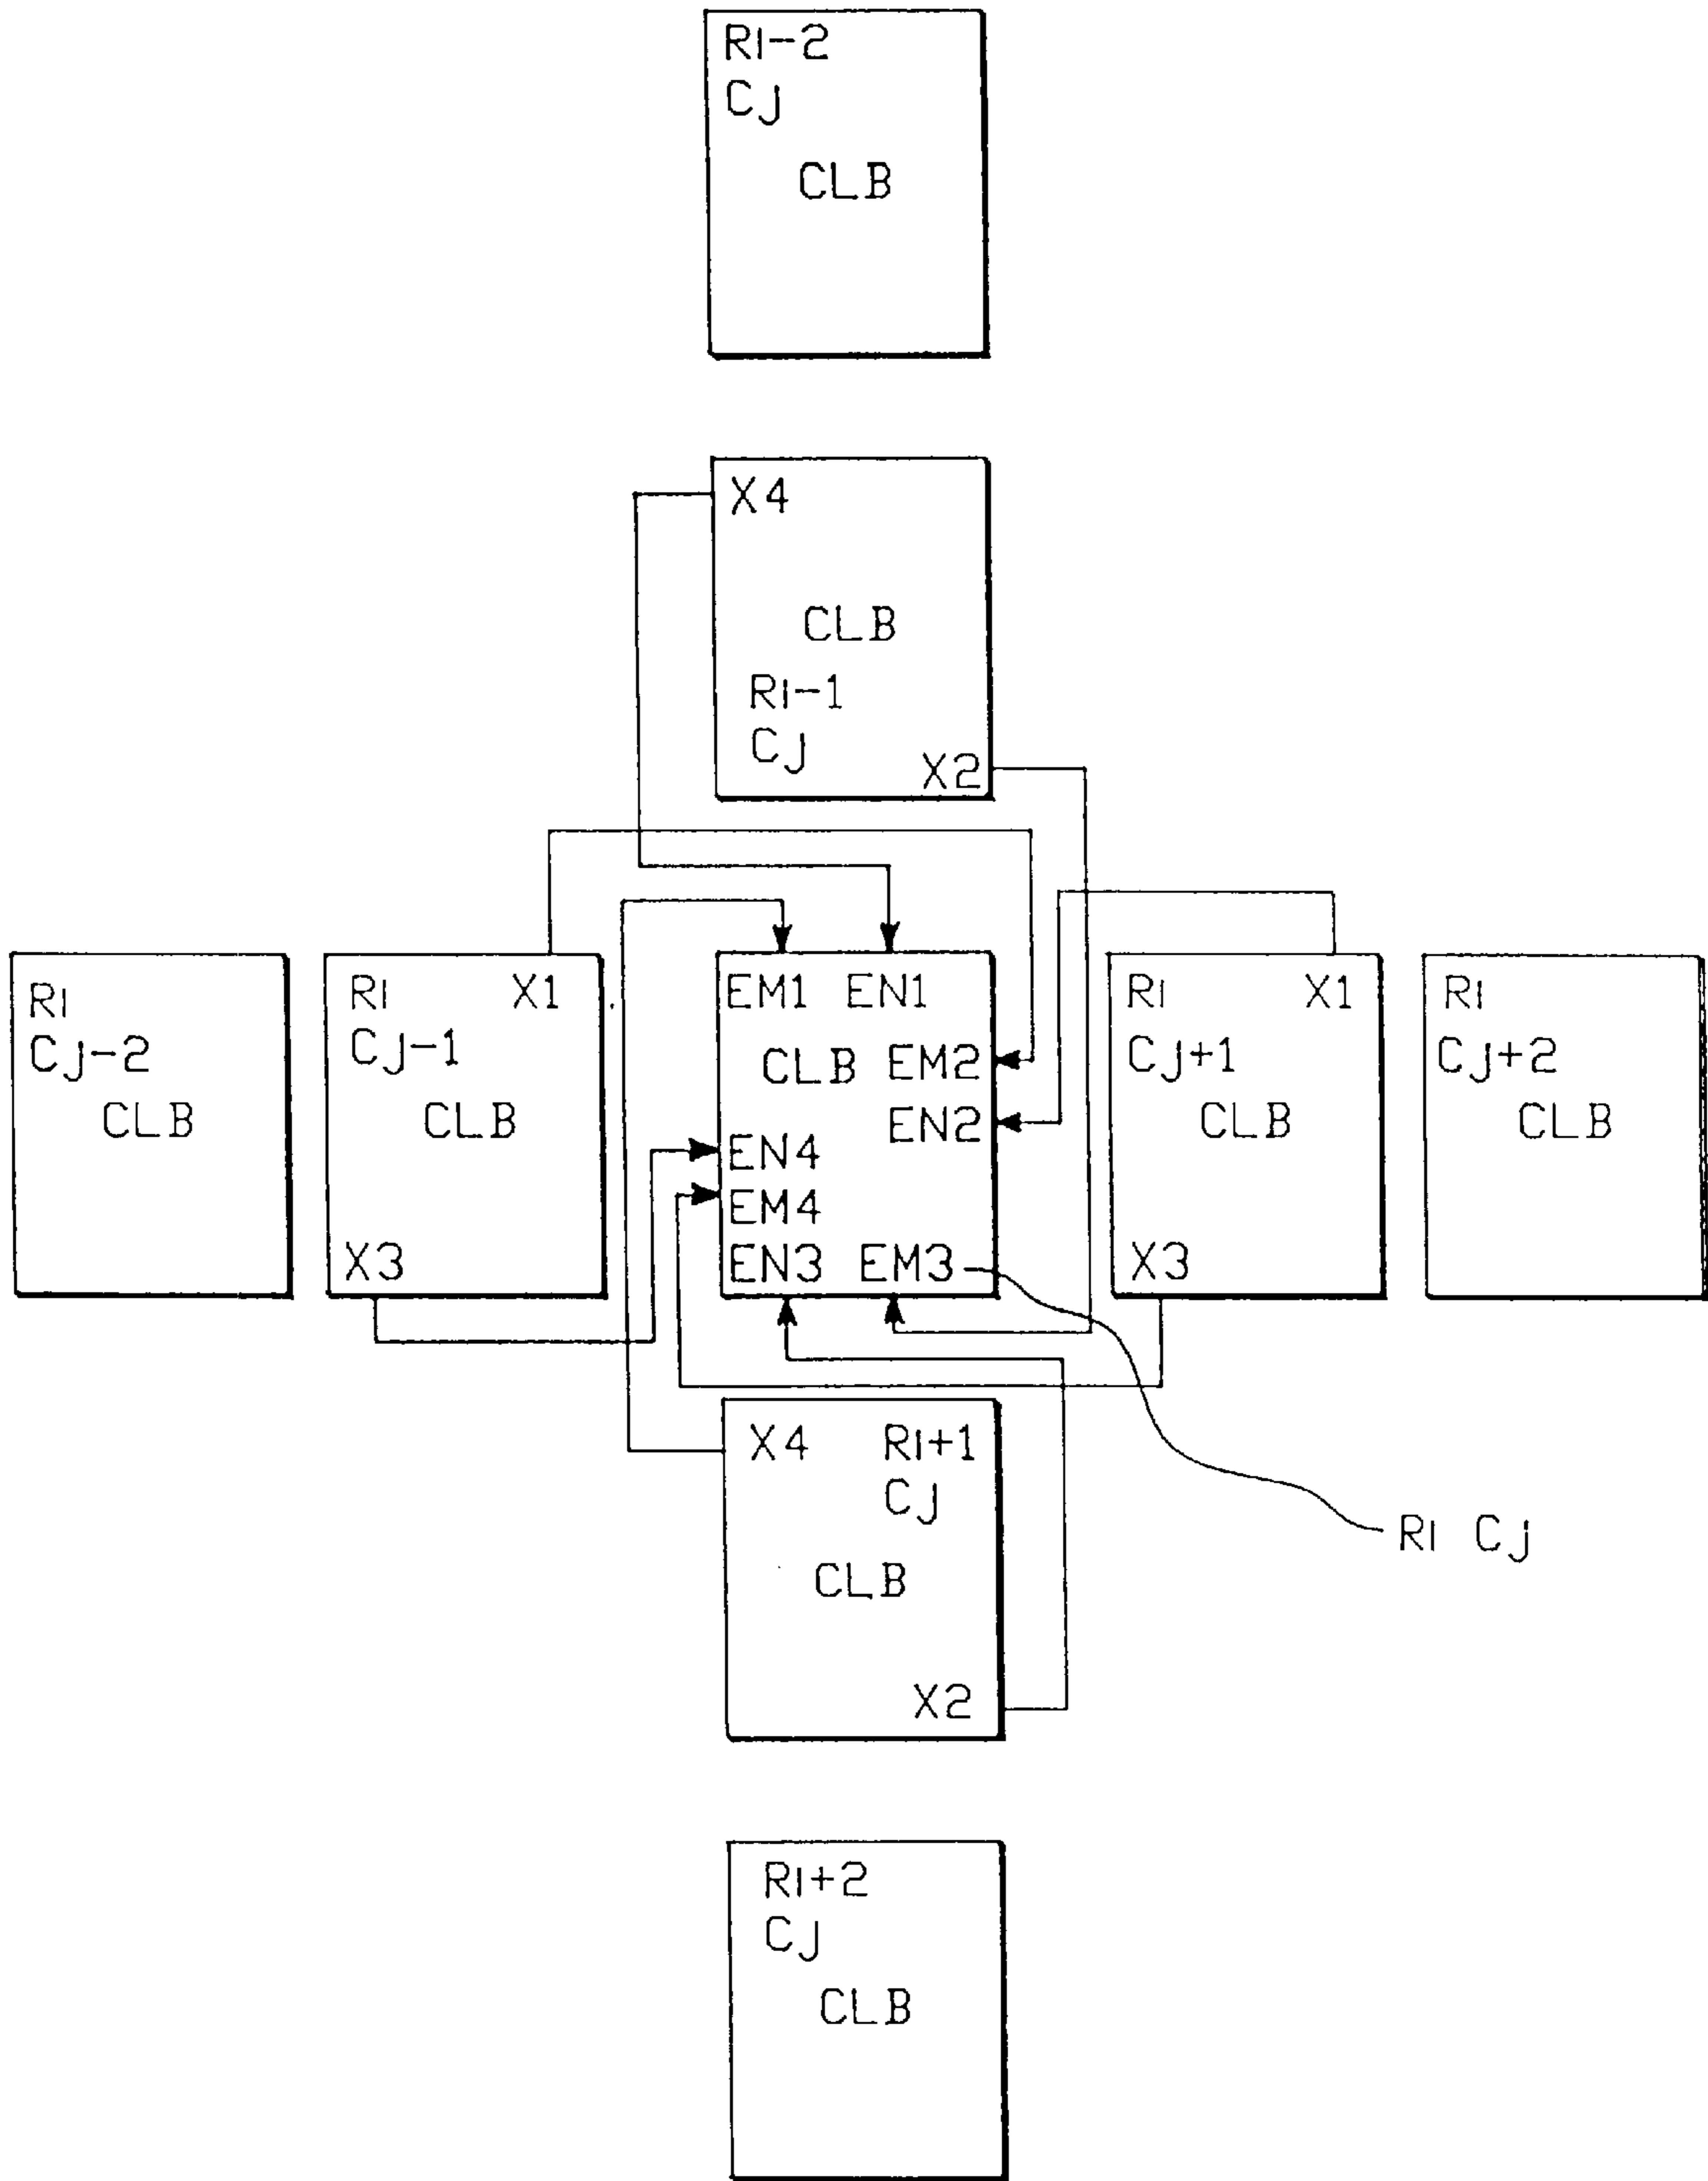 Ri-2
Cj
CLB
X4
CLB
Ri-1
Cj
X2
Ri
Cj-2
CLB
Ri X1
Cj-1
CLB
X3
EM1 EN1
CLB EM2
EN2
EN4
EM4
EN3 EM3
Ri X1
Cj+1
CLB
X3
Ri
Cj+2
CLB
X4 Ri+1
Cj
CLB
X2
Ri Cj
Ri+2
Cj
CLB